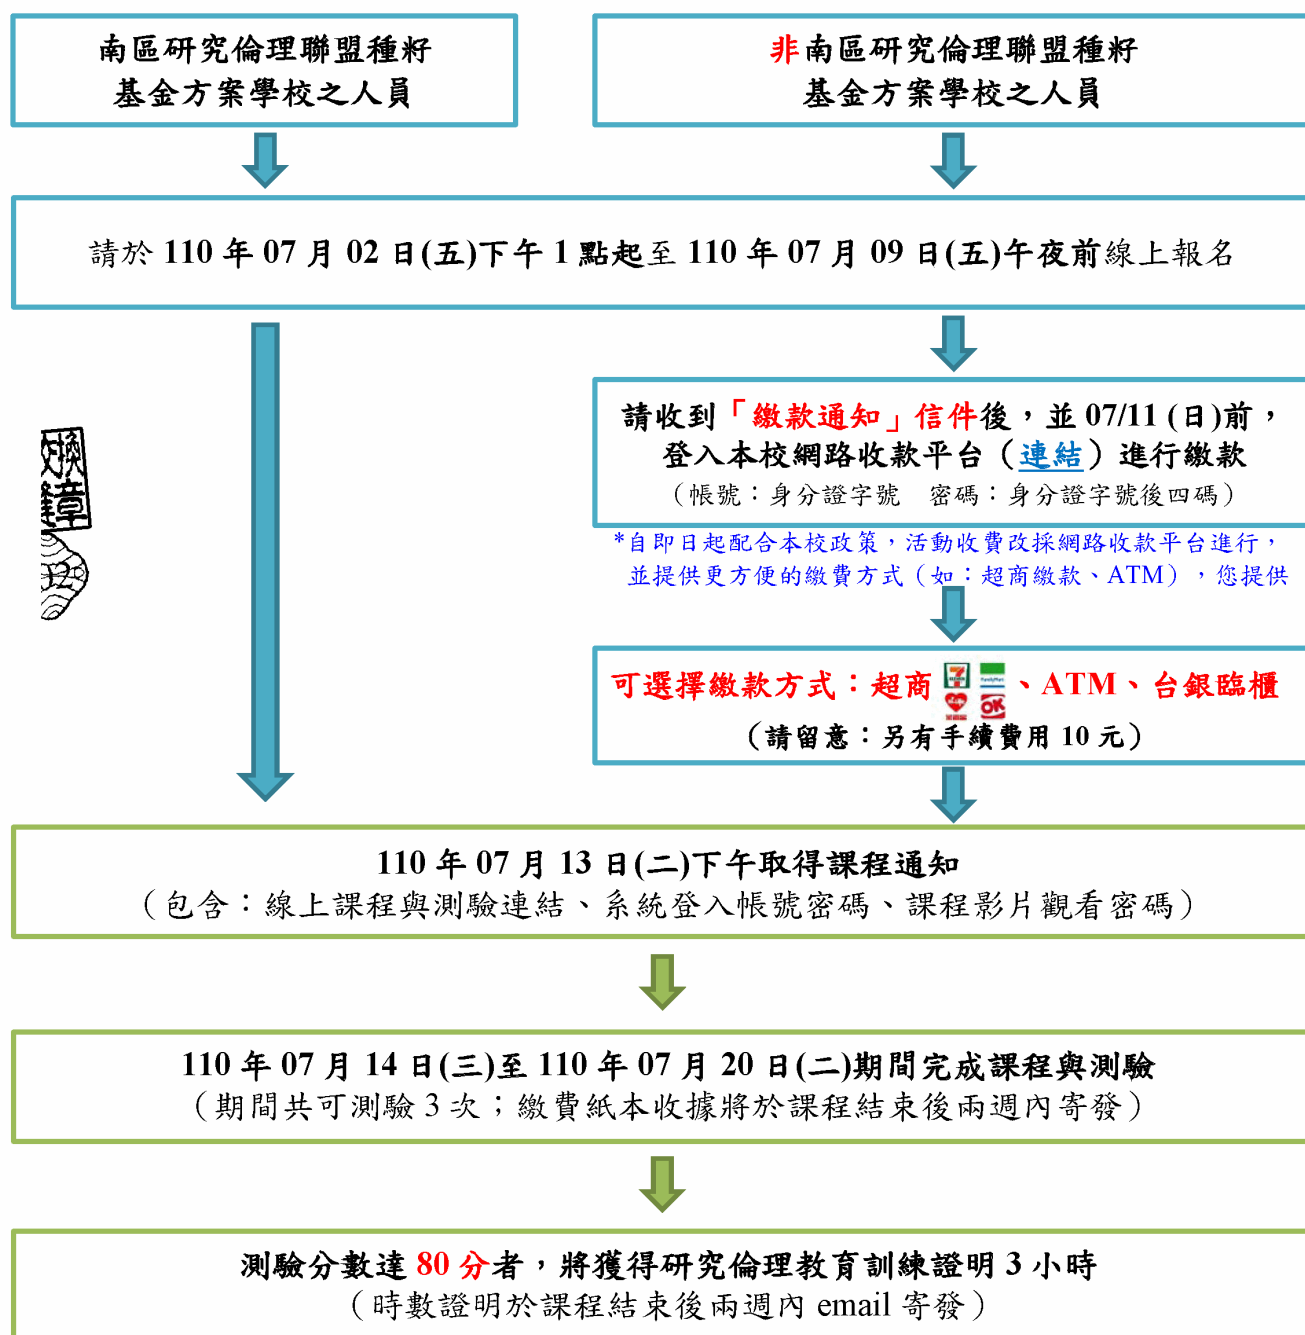 南區研究倫理聯盟種籽
基金方案學校之人員
非南區研究倫理聯盟種籽
基金方案學校之人員
請於 110 年 07 月 02 日(五)下午 1 點起至 110 年 07 月 09 日(五)午夜前線上報名
請收到「繳款通知」信件後，並 07/11 (日)前，
登入本校網路收款平台（連結）進行繳款
（帳號：身分證字號　密碼：身分證字號後四碼）
*自即日起配合本校政策，活動收費改採網路收款平台進行，
並提供更方便的繳費方式（如：超商繳款、ATM），您提供
可選擇繳款方式：超商、ATM、台銀臨櫃
（請留意：另有手續費用 10 元）
110 年 07 月 13 日(二)下午取得課程通知
（包含：線上課程與測驗連結、系統登入帳號密碼、課程影片觀看密碼）
110 年 07 月 14 日(三)至 110 年 07 月 20 日(二)期間完成課程與測驗
（期間共可測驗 3 次；繳費紙本收據將於課程結束後兩週內寄發）
測驗分數達 80 分者，將獲得研究倫理教育訓練證明 3 小時
（時數證明於課程結束後兩週內 email 寄發）